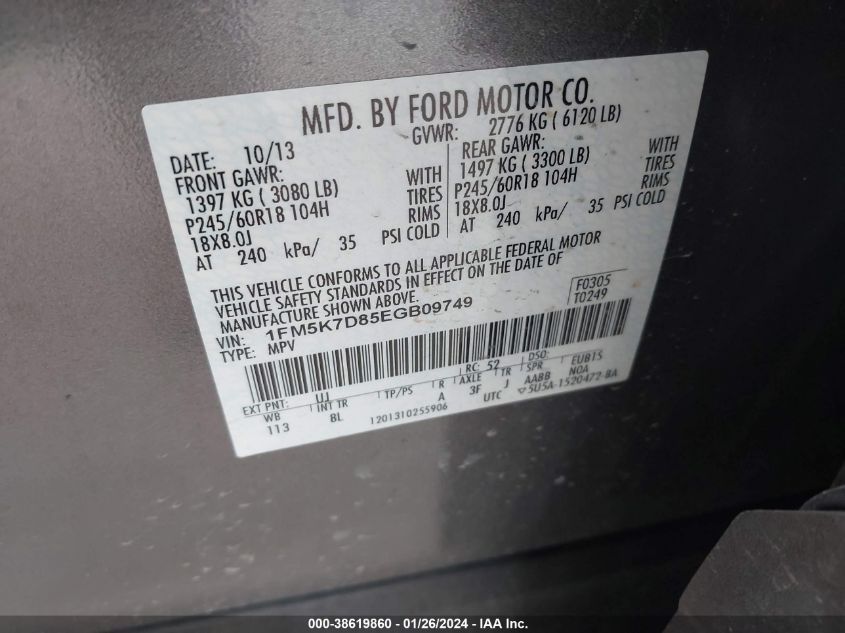 MFD. BY FORD MOTOR CO.
DATE: 10/13 GVWR: 2776 KG ( 6120 LB)
FRONT GAWR: WITH REAR GAWR: WITH
1397 KG ( 3080 LB) TIRES 1497 KG ( 3300 LB) TIRES
P245/60R18 104H RIMS P245/60R18 104H RIMS
18X8.0J 18X8.0J
AT 240 kPa/ 35 PSI COLD AT 240 kPa/ 35 PSI COLD
THIS VEHICLE CONFORMS TO ALL APPLICABLE FEDERAL MOTOR
VEHICLE SAFETY STANDARDS IN EFFECT ON THE DATE OF
MANUFACTURE SHOWN ABOVE.
F0305
VIN: 1FM5K7D85EGB09749 T0249
TYPE: MPV
EXT PNT: UJ RC: 52 DSO:
WB INT TR TP/PS R AXLE TR SPR EUB15
113 8L A 3F J AABB NOA
1201310255906 UTC 5U5A-1520472-BA
000-38619860 - 01/26/2024 - IAA Inc.